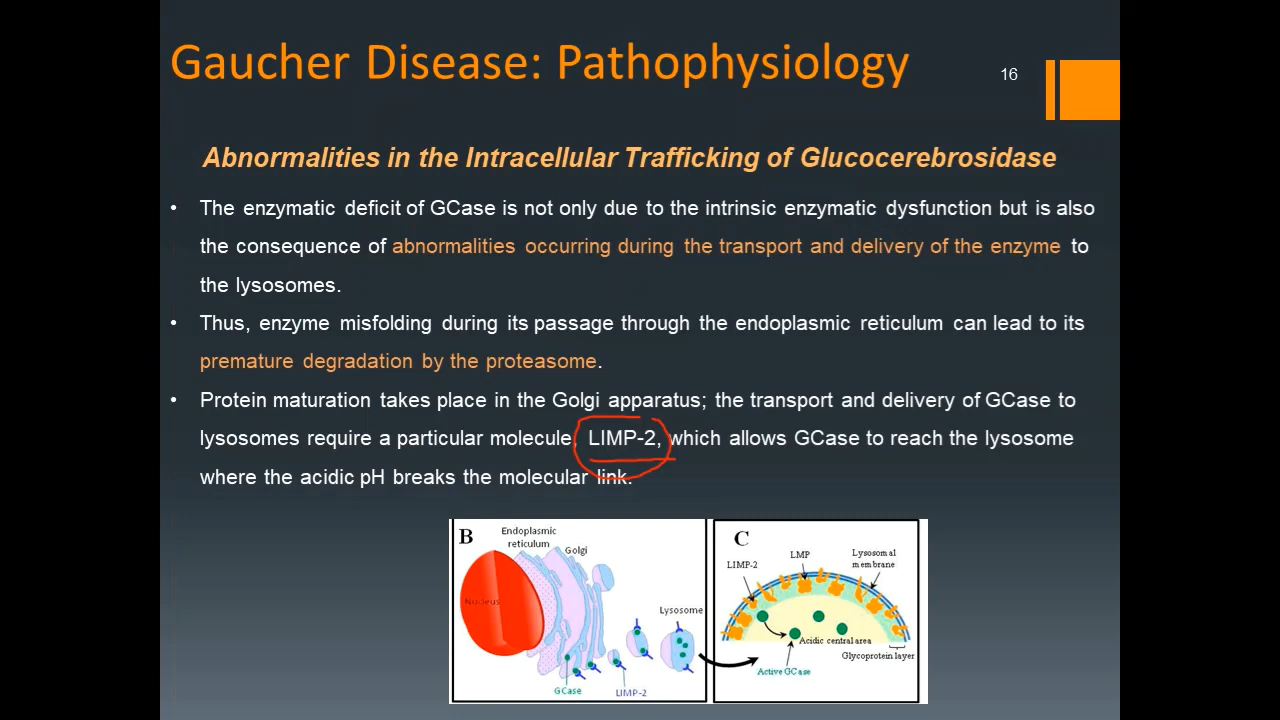 Gaucher Disease: Pathophysiology
16
Abnormalities in the Intracellular Trafficking of Glucocerebrosidase
• The enzymatic deficit of GCase is not only due to the intrinsic enzymatic dysfunction but is also
the consequence of abnormalities occurring during the transport and delivery of the enzyme to
the lysosomes.
• Thus, enzyme misfolding during its passage through the endoplasmic reticulum can lead to its
premature degradation by the proteasome.
• Protein maturation takes place in the Golgi apparatus; the transport and delivery of GCase to
lysosomes require a particular molecule, LIMP-2, which allows GCase to reach the lysosome
where the acidic pH breaks the molecular link.
B
Endoplasmic
reticulum
Golgi
Nucleus
Lysosome
GCase
LIMP-2
C
LIMP-2
LMP
Lysosomal
membrane
Acidic central area
Glycoprotein layer
Active GCase